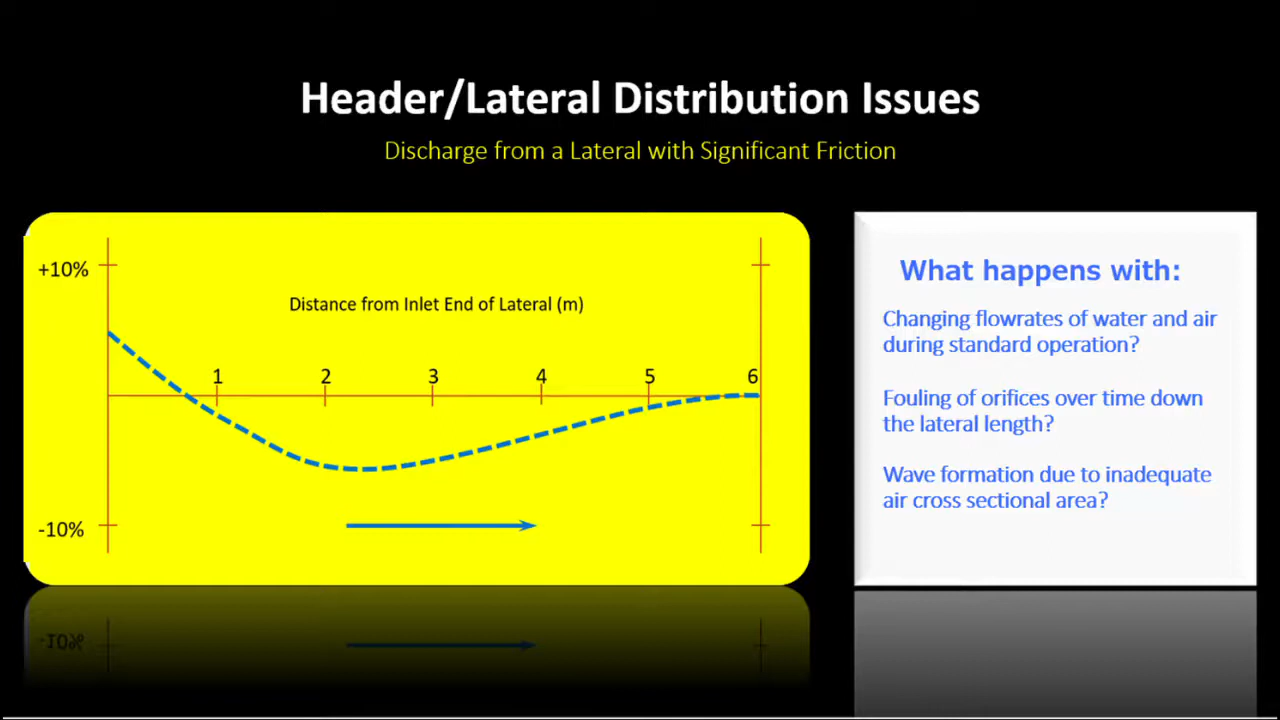 Header/Lateral Distribution Issues
Discharge from a Lateral with Significant Friction
+10%
Distance from Inlet End of Lateral (m)
1 2 3 4 5 6
-10%
What happens with:
Changing flowrates of water and air
during standard operation?
Fouling of orifices over time down
the lateral length?
Wave formation due to inadequate
air cross sectional area?